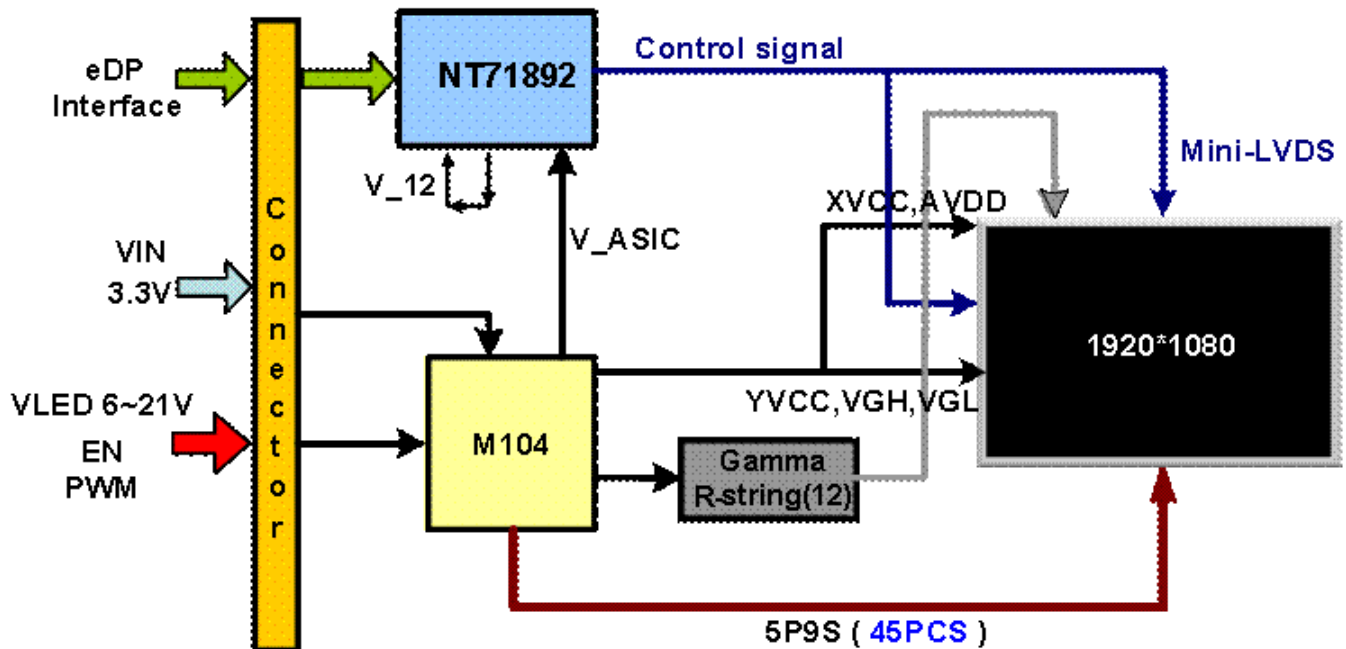 eDP
Interface
NT71892
Control signal
Mini-LVDS
V_12
V_ASIC
XVCC,AVDD
Connector
VIN
3.3V
1920*1080
VLED 6~21V
EN
PWM
YVCC,VGH,VGL
M104
Gamma
R-string(12)
5P9S ( 45PCS )